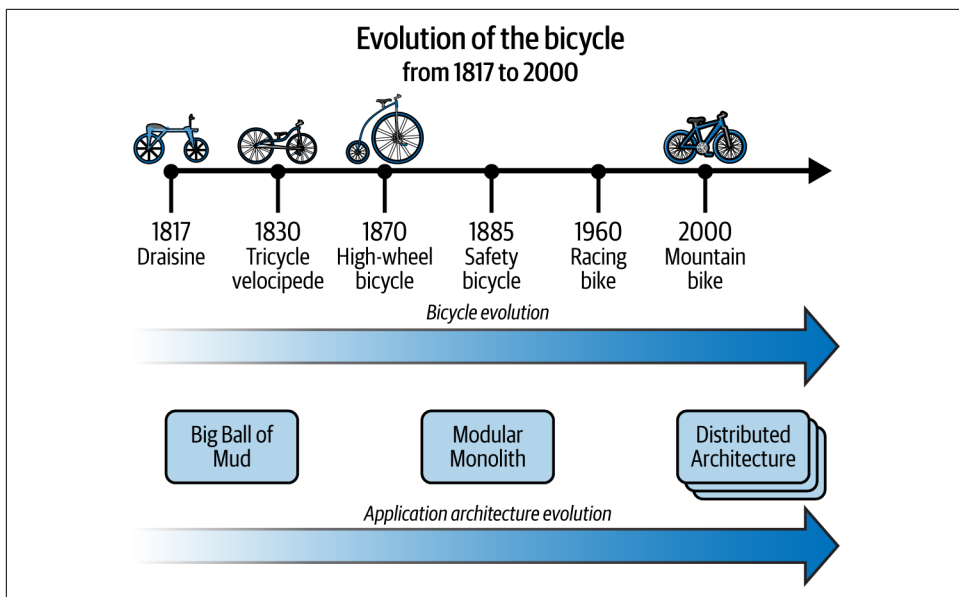 Evolution of the bicycle
from 1817 to 2000
1817
Draisine
1830
Tricycle
velocipede
1870
High-wheel
bicycle
1885
Safety
bicycle
1960
Racing
bike
2000
Mountain
bike
Bicycle evolution
Big Ball of
Mud
Modular
Monolith
Distributed
Architecture
Application architecture evolution